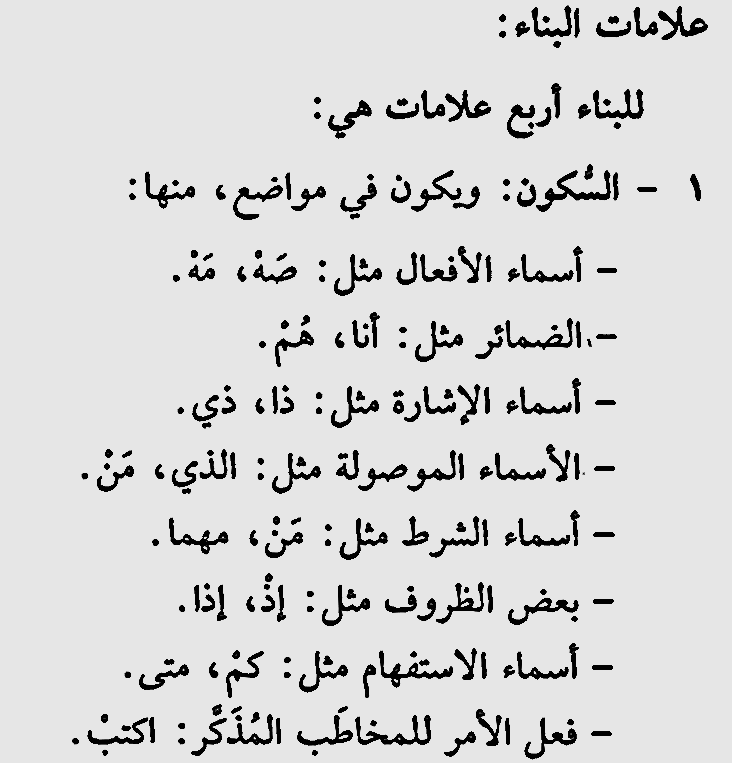 علامات البناء:
للبناء أربع علامات هي:
١ - السُّكون: ويكون في مواضع، منها:
- أسماء الأفعال مثل: صَهْ، مَهْ.
- الضمائر مثل: أنا، هُمْ.
- أسماء الإشارة مثل: ذا، ذي.
- الأسماء الموصولة مثل: الذي، مَنْ.
- أسماء الشرط مثل: مَنْ، مهما.
- بعض الظروف مثل: إذْ، إذا.
- أسماء الاستفهام مثل: كمْ، متى.
- فعل الأمر للمخاطَب المُذَكَّر: اكتبْ.